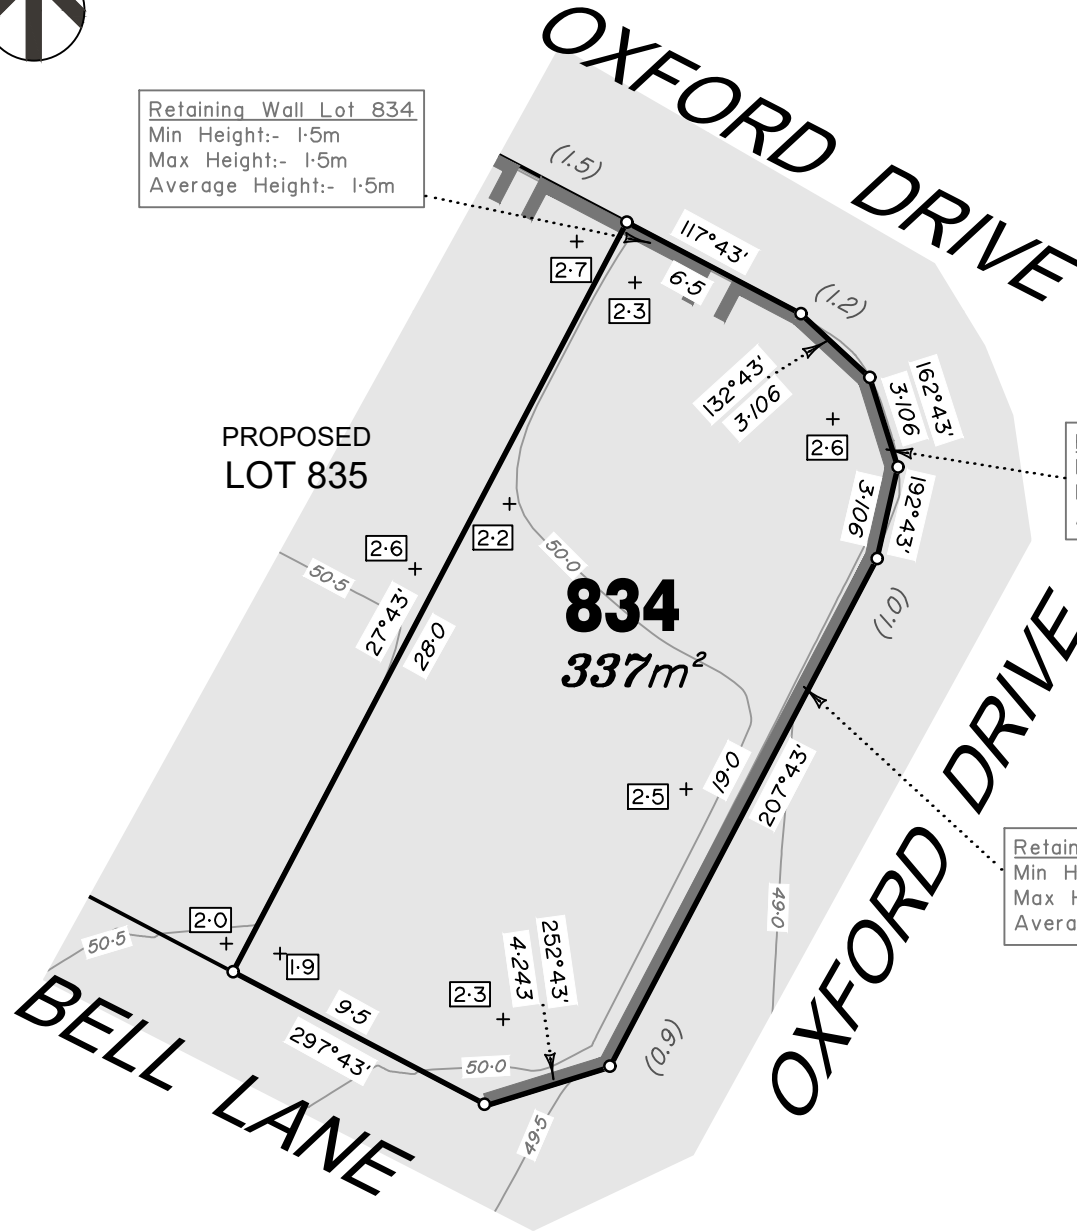 OXFORD DRIVE
Retaining Wall Lot 834
Min Height:- 1·5m
Max Height:- 1·5m
Average Height:- 1·5m
(1.5)
117°43'
6·5
2·7
2·3
(1.2)
132°43'
3·106
162°43'
3·106
2·6
192°43'
3·106
PROPOSED
LOT 835
2·2
2·6
50·5
50·0
27°43'
28·0
834
337m²
(1.0)
OXFORD DRIVE
19·0
207°43'
2·5
49·0
Retain
Min H
Max H
Avera
2·0
50·5
1·9
2·3
4·243
252°43'
9·5
297°43'
50·0
(0.9)
49·5
BELL LANE